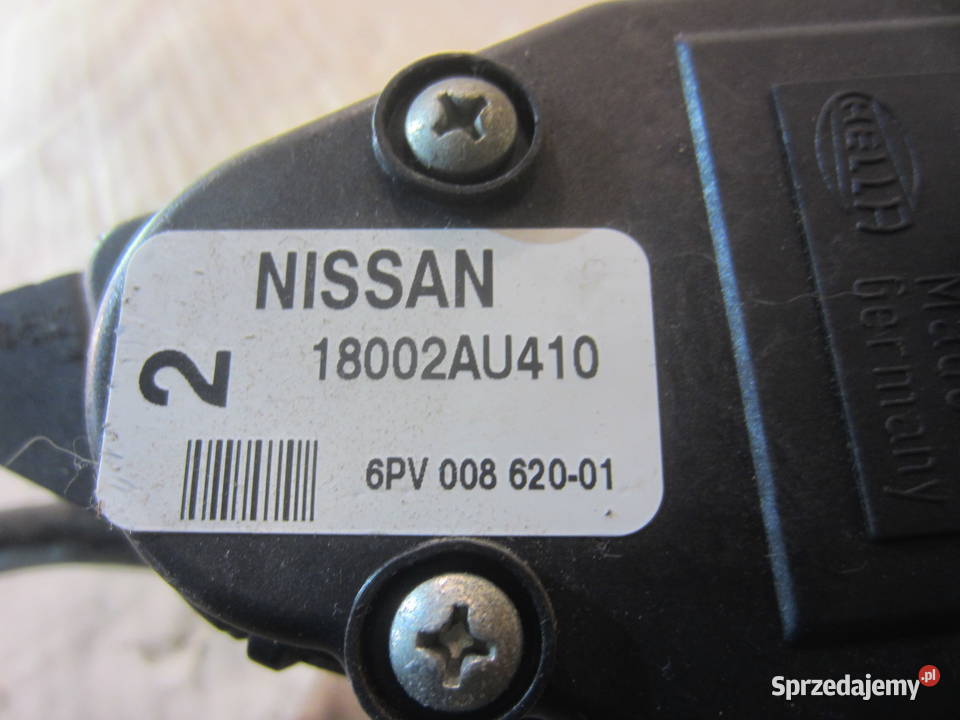 NISSAN
2
18002AU410
6PV 008 620-01
HELLA
Made
Germany
Sprzedajemy.pl